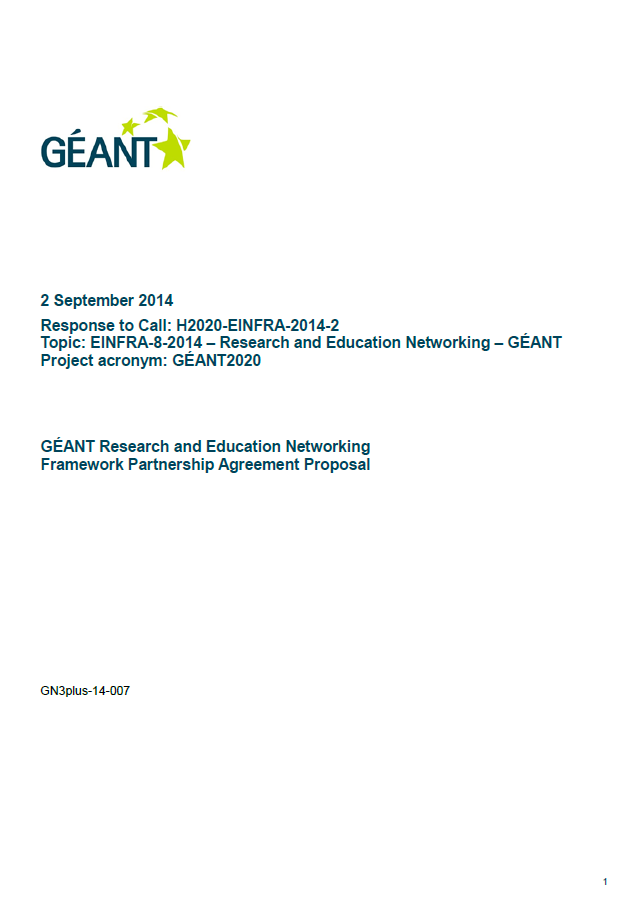 GÉANT
2 September 2014
Response to Call: H2020-EINFRA-2014-2
Topic: EINFRA-8-2014 – Research and Education Networking – GÉANT
Project acronym: GÉANT2020
GÉANT Research and Education Networking
Framework Partnership Agreement Proposal
GN3plus-14-007
1